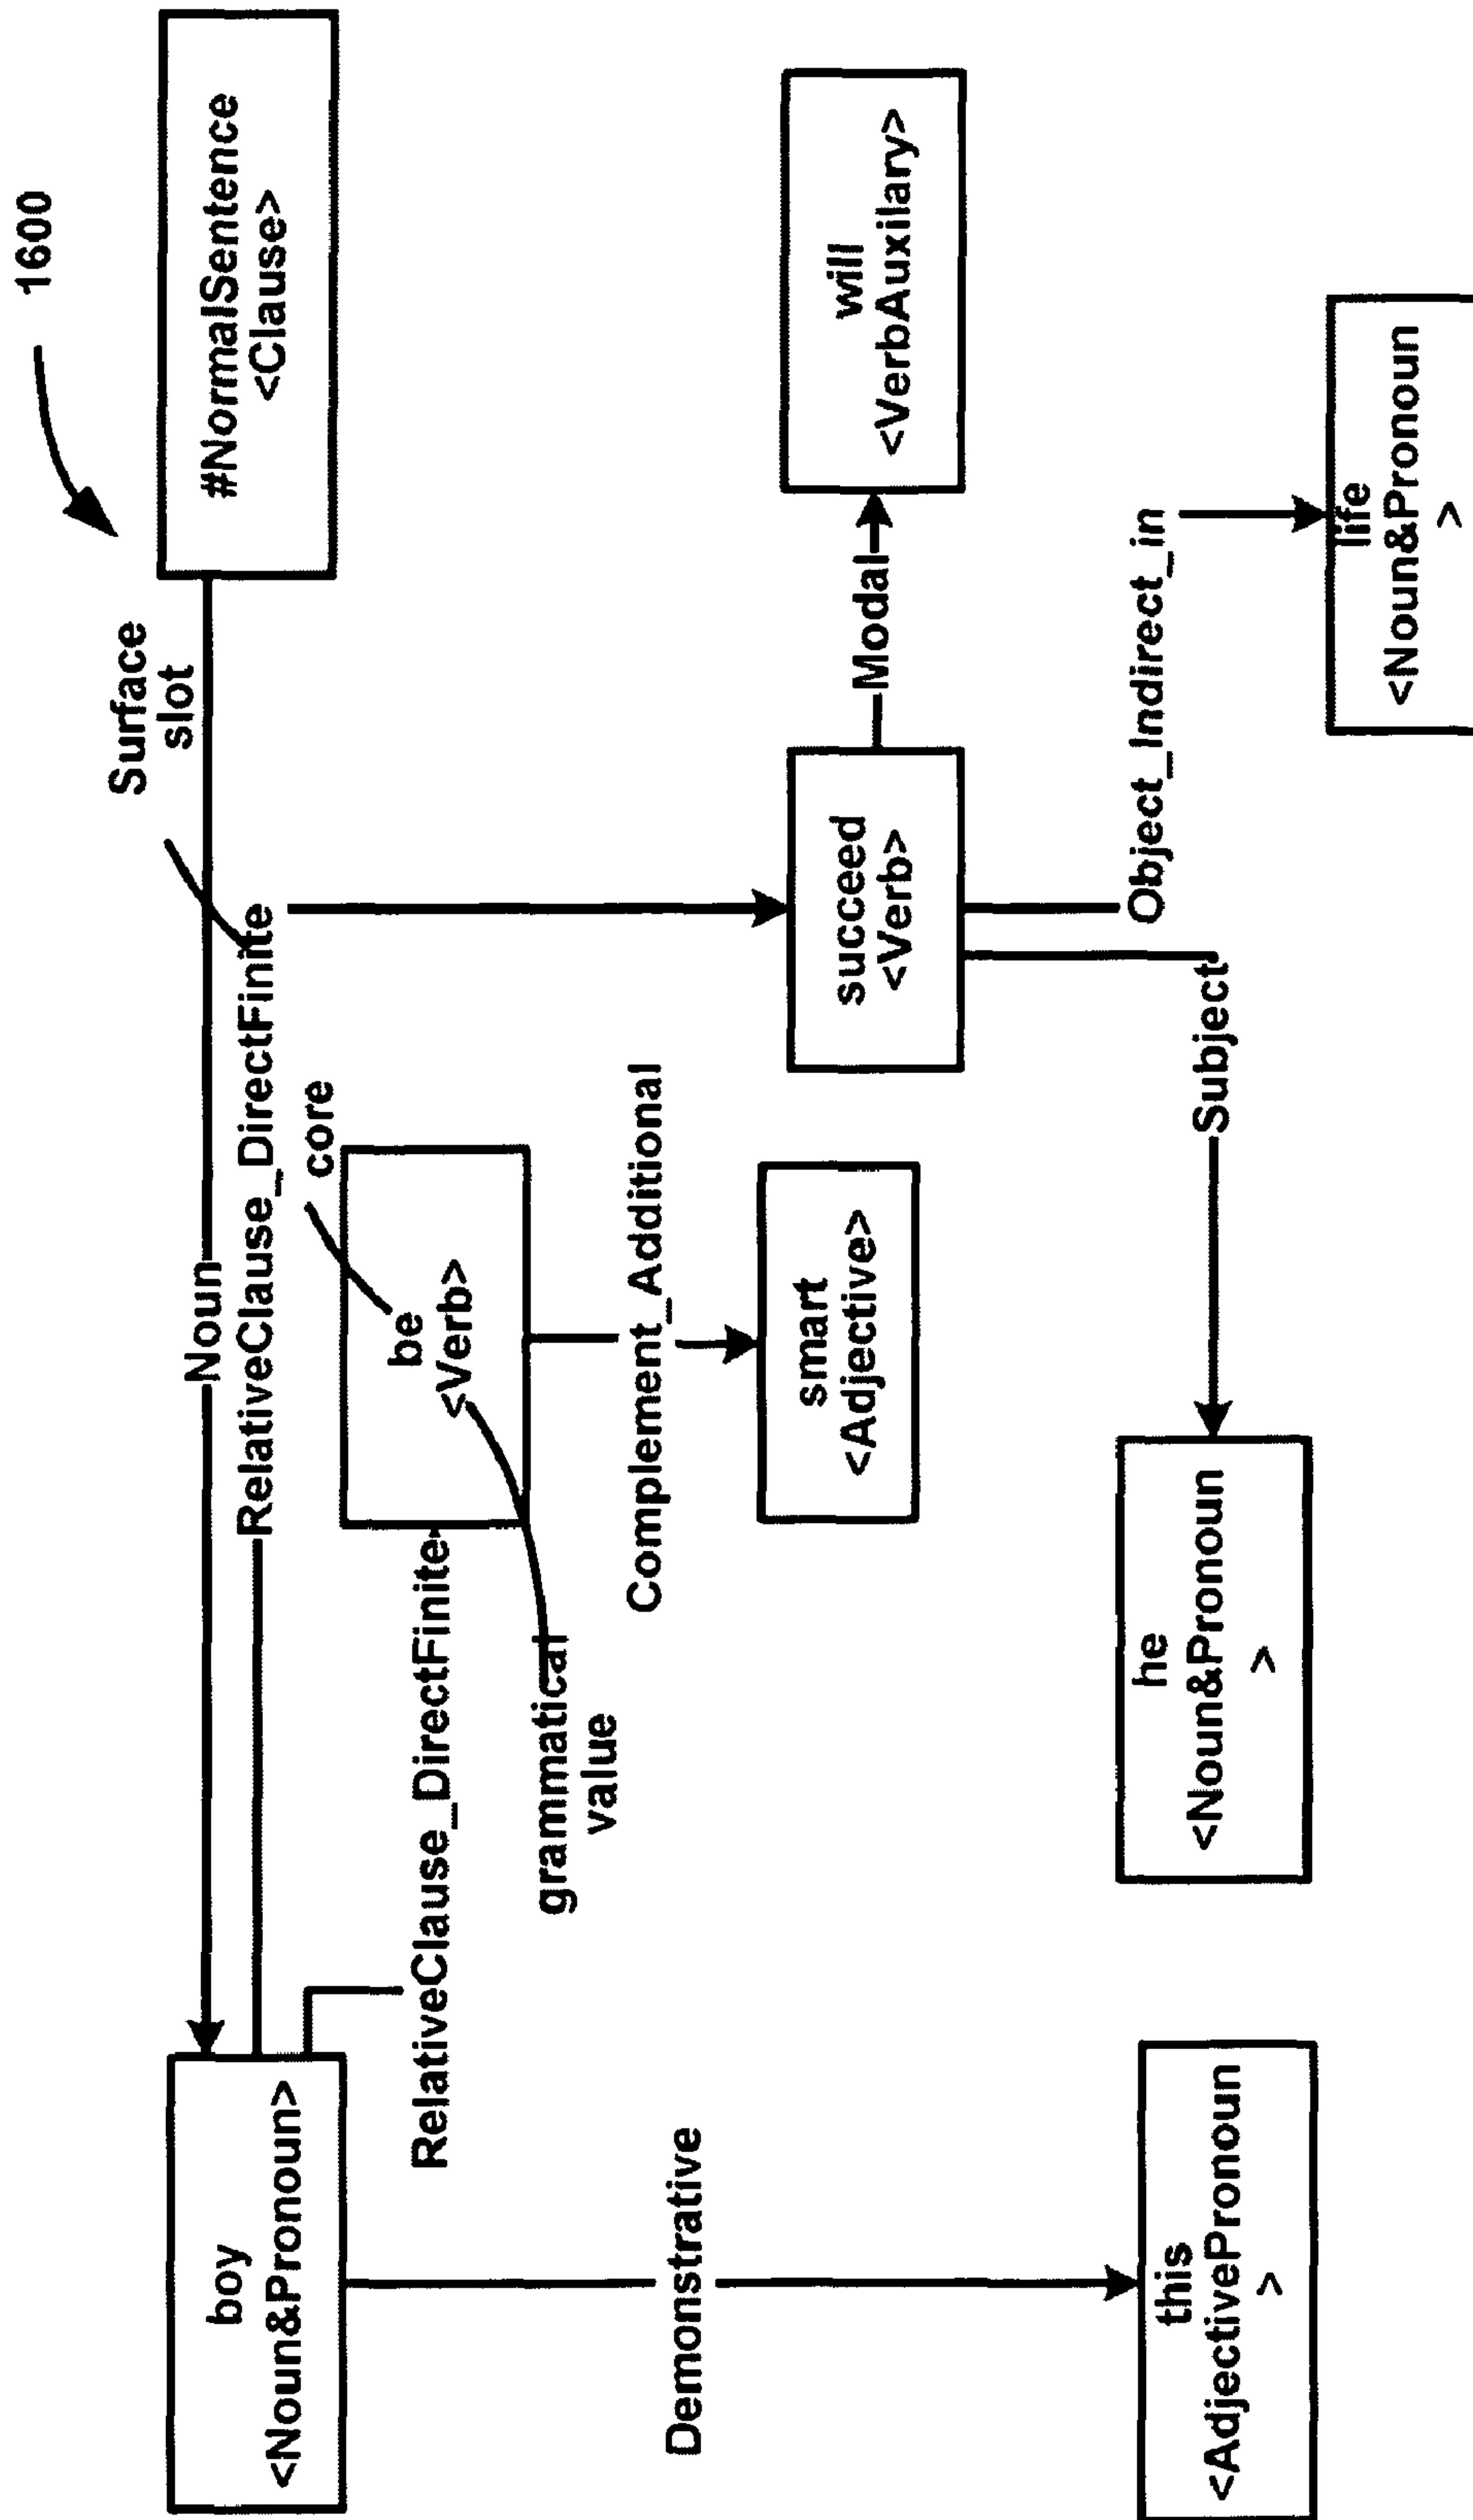 1600
#NormalSentence
<Clause>
Surface
slot
Noun
RelativeClause_DirectFinite
boy
<Noun&Pronoun>
core
be
<Verb>
RelativeClause_DirectFinite
grammatical
value
Complement_Additional
Demonstrative
smart
<Adjective>
succeed
<Verb>
Modal
will
<VerbAuxilary>
Object_Indirect_in
Subject
this
<AdjectivePronoun
>
he
<Noun&Pronoun
>
life
<Noun&Pronoun
>